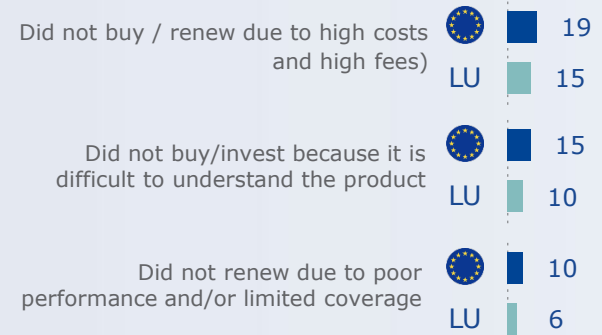 Did not buy / renew due to high costs
and high fees)
19
LU 15
Did not buy/invest because it is
difficult to understand the product
15
LU 10
Did not renew due to poor
performance and/or limited coverage
10
LU 6